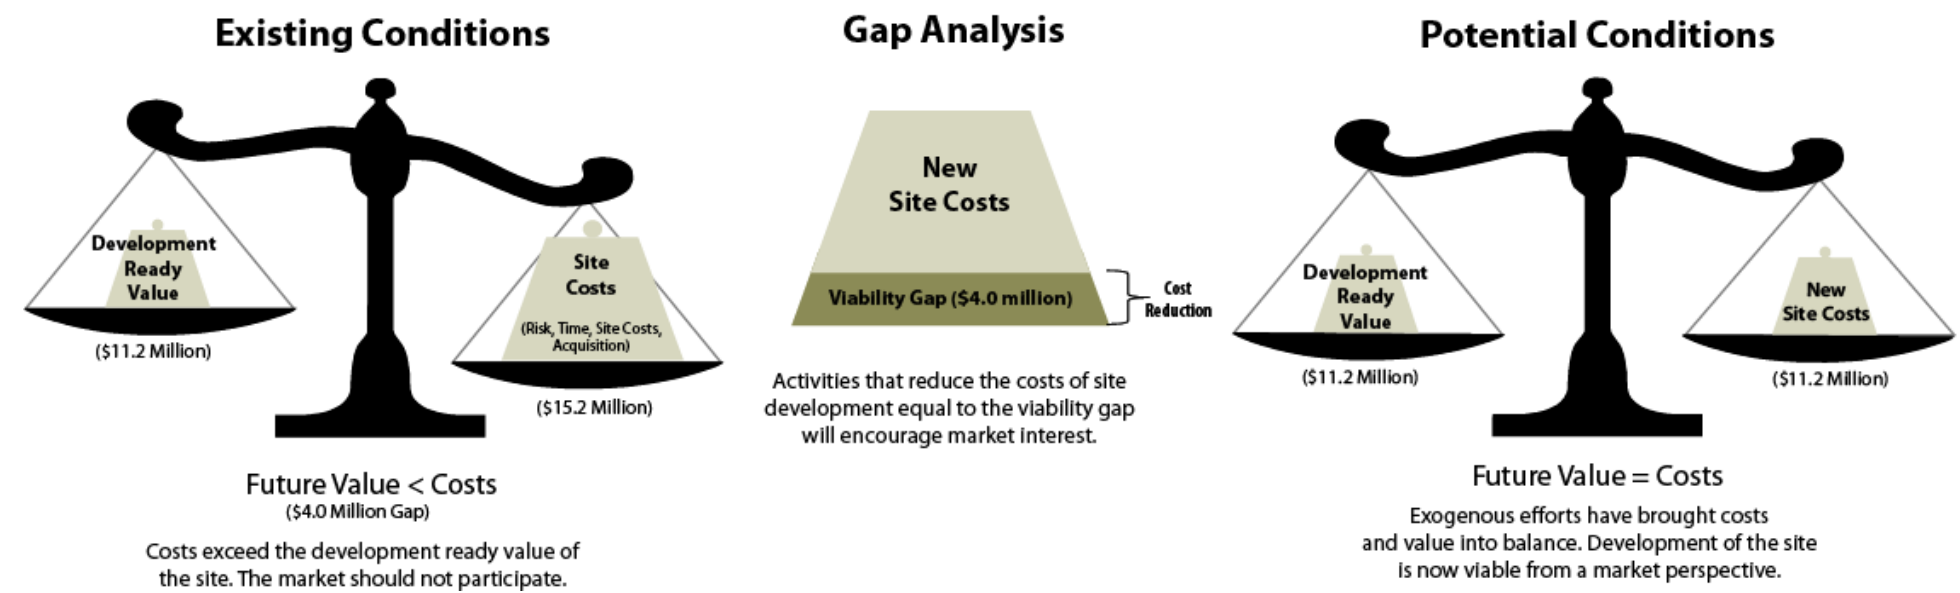 Existing Conditions
Development
Ready
Value
($11.2 Million)
Site
Costs
(Risk, Time, Site Costs,
Acquisition)
($15.2 Million)
Future Value < Costs
($4.0 Million Gap)
Costs exceed the development ready value of
the site. The market should not participate.
Gap Analysis
New
Site Costs
Viability Gap ($4.0 million)
Cost
Reduction
Activities that reduce the costs of site
development equal to the viability gap
will encourage market interest.
Potential Conditions
Development
Ready
Value
($11.2 Million)
New
Site Costs
($11.2 Million)
Future Value = Costs
Exogenous efforts have brought costs
and value into balance. Development of the site
is now viable from a market perspective.